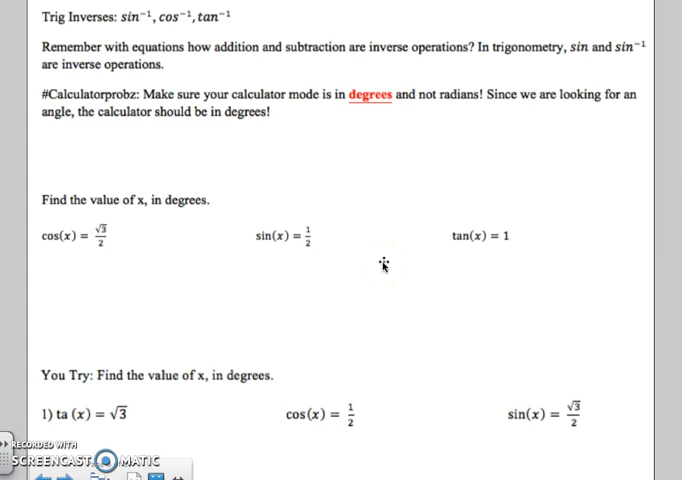 Trig Inverses: sin⁻¹, cos⁻¹, tan⁻¹
Remember with equations how addition and subtraction are inverse operations? In trigonometry, sin and sin⁻¹
are inverse operations.
#Calculatorprobz: Make sure your calculator mode is in degrees and not radians! Since we are looking for an
angle, the calculator should be in degrees!
Find the value of x, in degrees.
cos(x) = √3/2 sin(x) = 1/2 tan(x) = 1
You Try: Find the value of x, in degrees.
1) ta (x) = √3 cos(x) = 1/2 sin(x) = √3/2
RECORDED WITH
SCREENCAST-O-MATIC